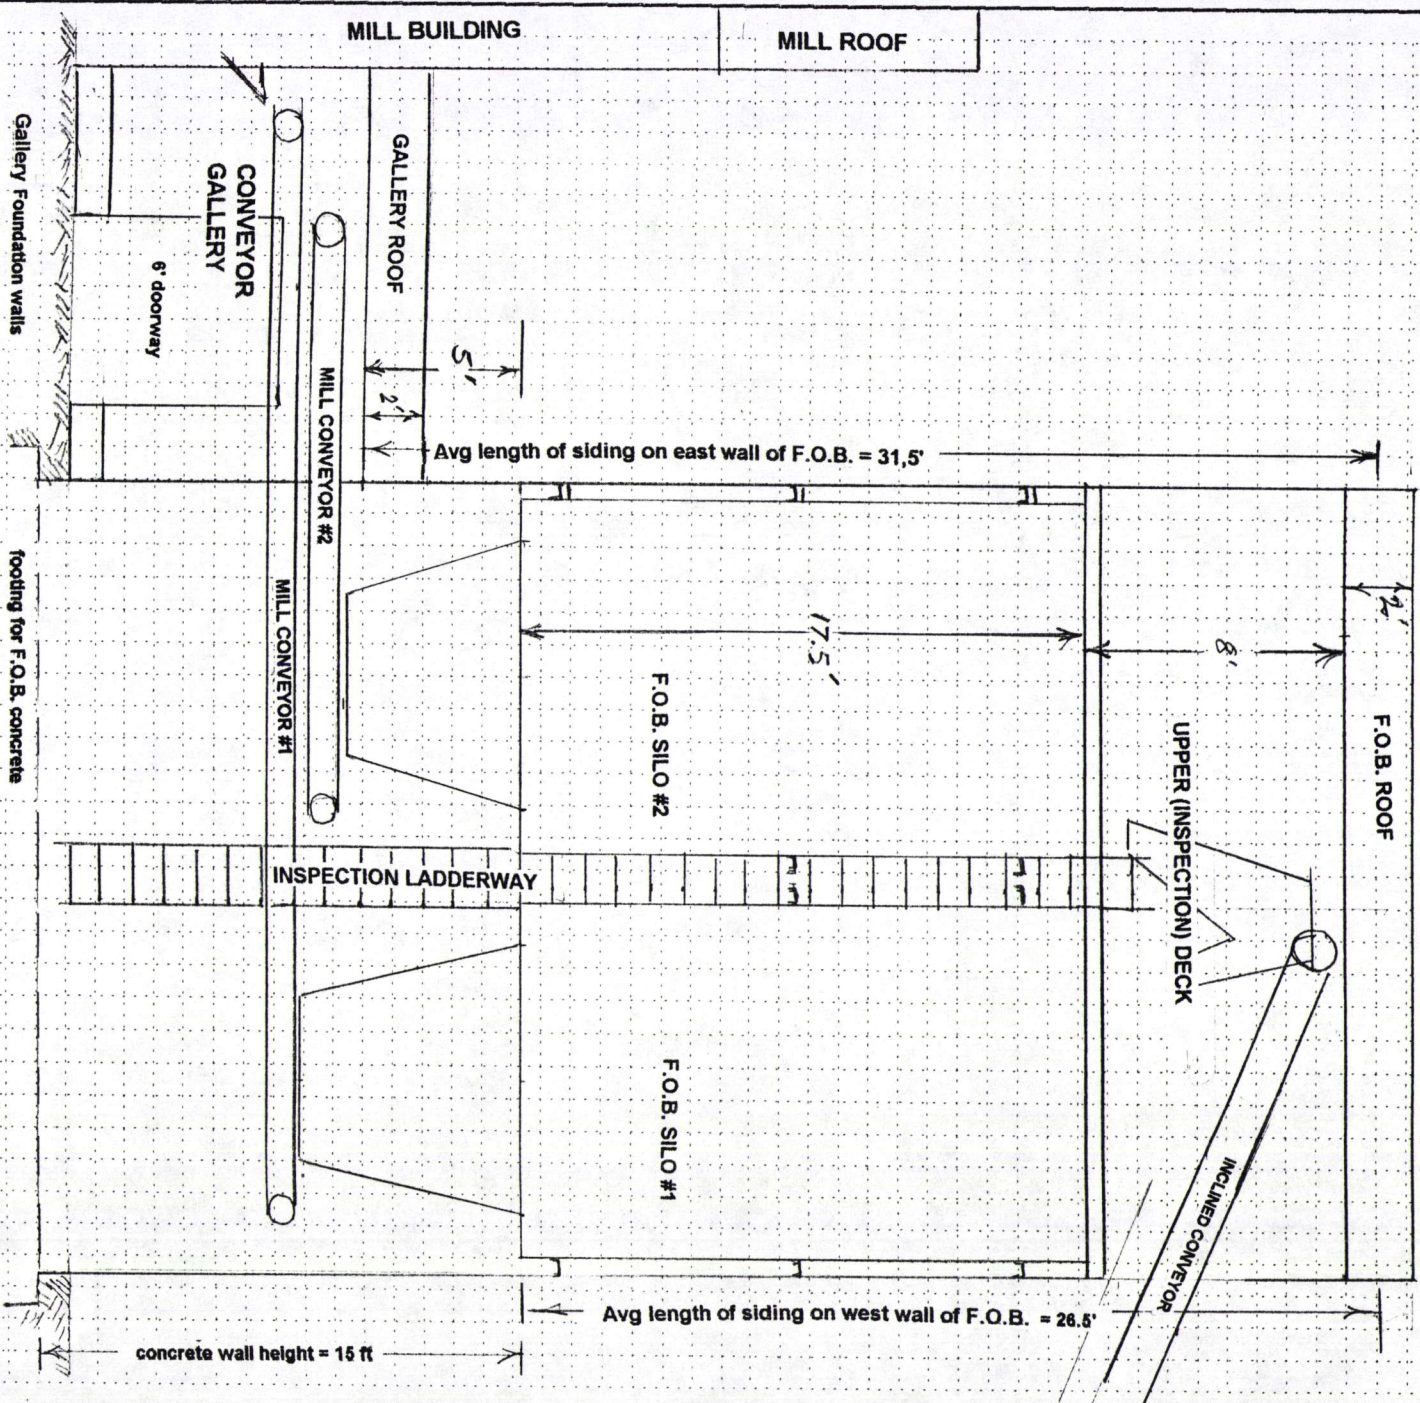 MILL BUILDING
MILL ROOF
Gallery Foundation walls
CONVEYOR
GALLERY
6' doorway
GALLERY ROOF
5'
2'
MILL CONVEYOR #2
Avg length of siding on east wall of F.O.B. = 31,5'
MILL CONVEYOR #1
footing for F.O.B. concrete
17.5'
F.O.B. SILO #2
8'
2'
F.O.B. ROOF
UPPER (INSPECTION) DECK
INSPECTION LADDERWAY
F.O.B. SILO #1
INCLINED CONVEYOR
Avg length of siding on west wall of F.O.B. = 26.5'
concrete wall height = 15 ft